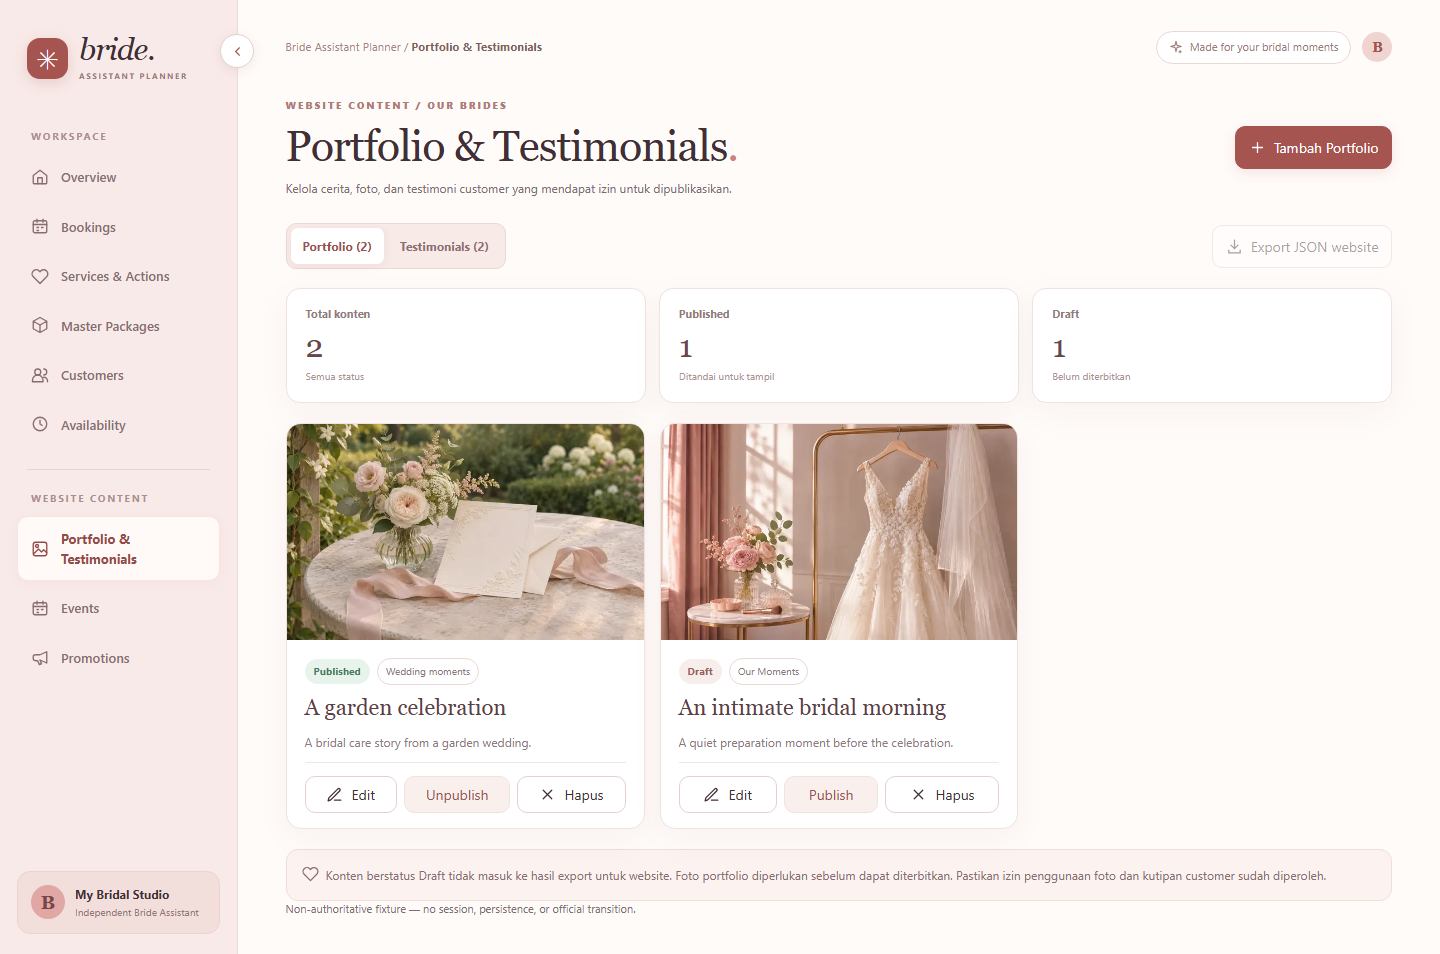 bride.
ASSISTANT PLANNER
WORKSPACE
Overview
Bookings
Services & Actions
Master Packages
Customers
Availability
WEBSITE CONTENT
Portfolio &
Testimonials
Events
Promotions
B
My Bridal Studio
Independent Bride Assistant
Bride Assistant Planner / Portfolio & Testimonials
Made for your bridal moments
B
WEBSITE CONTENT / OUR BRIDES
Portfolio & Testimonials.
Kelola cerita, foto, dan testimoni customer yang mendapat izin untuk dipublikasikan.
Tambah Portfolio
Portfolio (2)
Testimonials (2)
Export JSON website
Total konten
2
Semua status
Published
1
Ditandai untuk tampil
Draft
1
Belum diterbitkan
Published
Wedding moments
A garden celebration
A bridal care story from a garden wedding.
Edit
Unpublish
Hapus
Draft
Our Moments
An intimate bridal morning
A quiet preparation moment before the celebration.
Edit
Publish
Hapus
Konten berstatus Draft tidak masuk ke hasil export untuk website. Foto portfolio diperlukan sebelum dapat diterbitkan. Pastikan izin penggunaan foto dan kutipan customer sudah diperoleh.
Non-authoritative fixture — no session, persistence, or official transition.